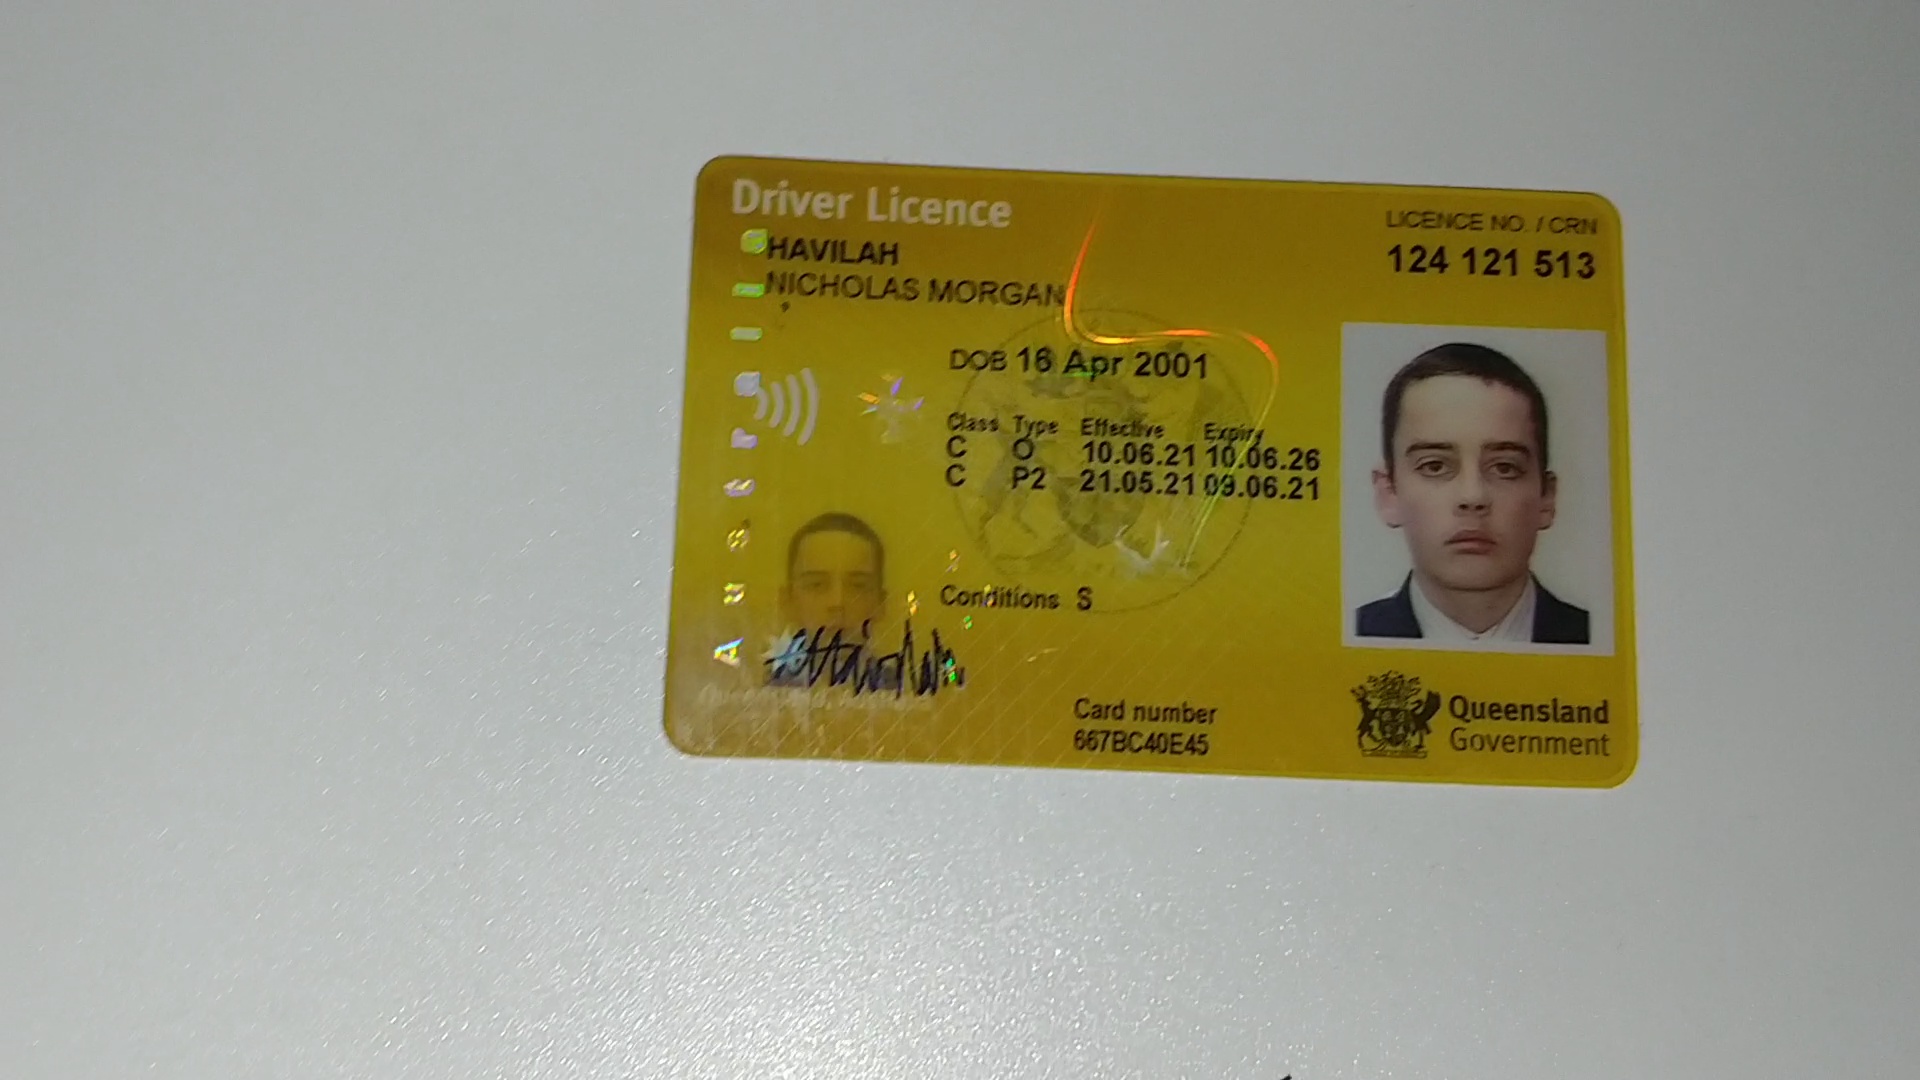 Driver Licence
HAVILAH
NICHOLAS MORGAN
LICENCE NO. / CRN
124 121 513
DOB 16 Apr 2001
Class Type Effective Expiry
C O 10.06.21 10.06.26
C P2 21.05.21 09.06.21
Conditions S
Card number
667BC40E45
Queensland
Government